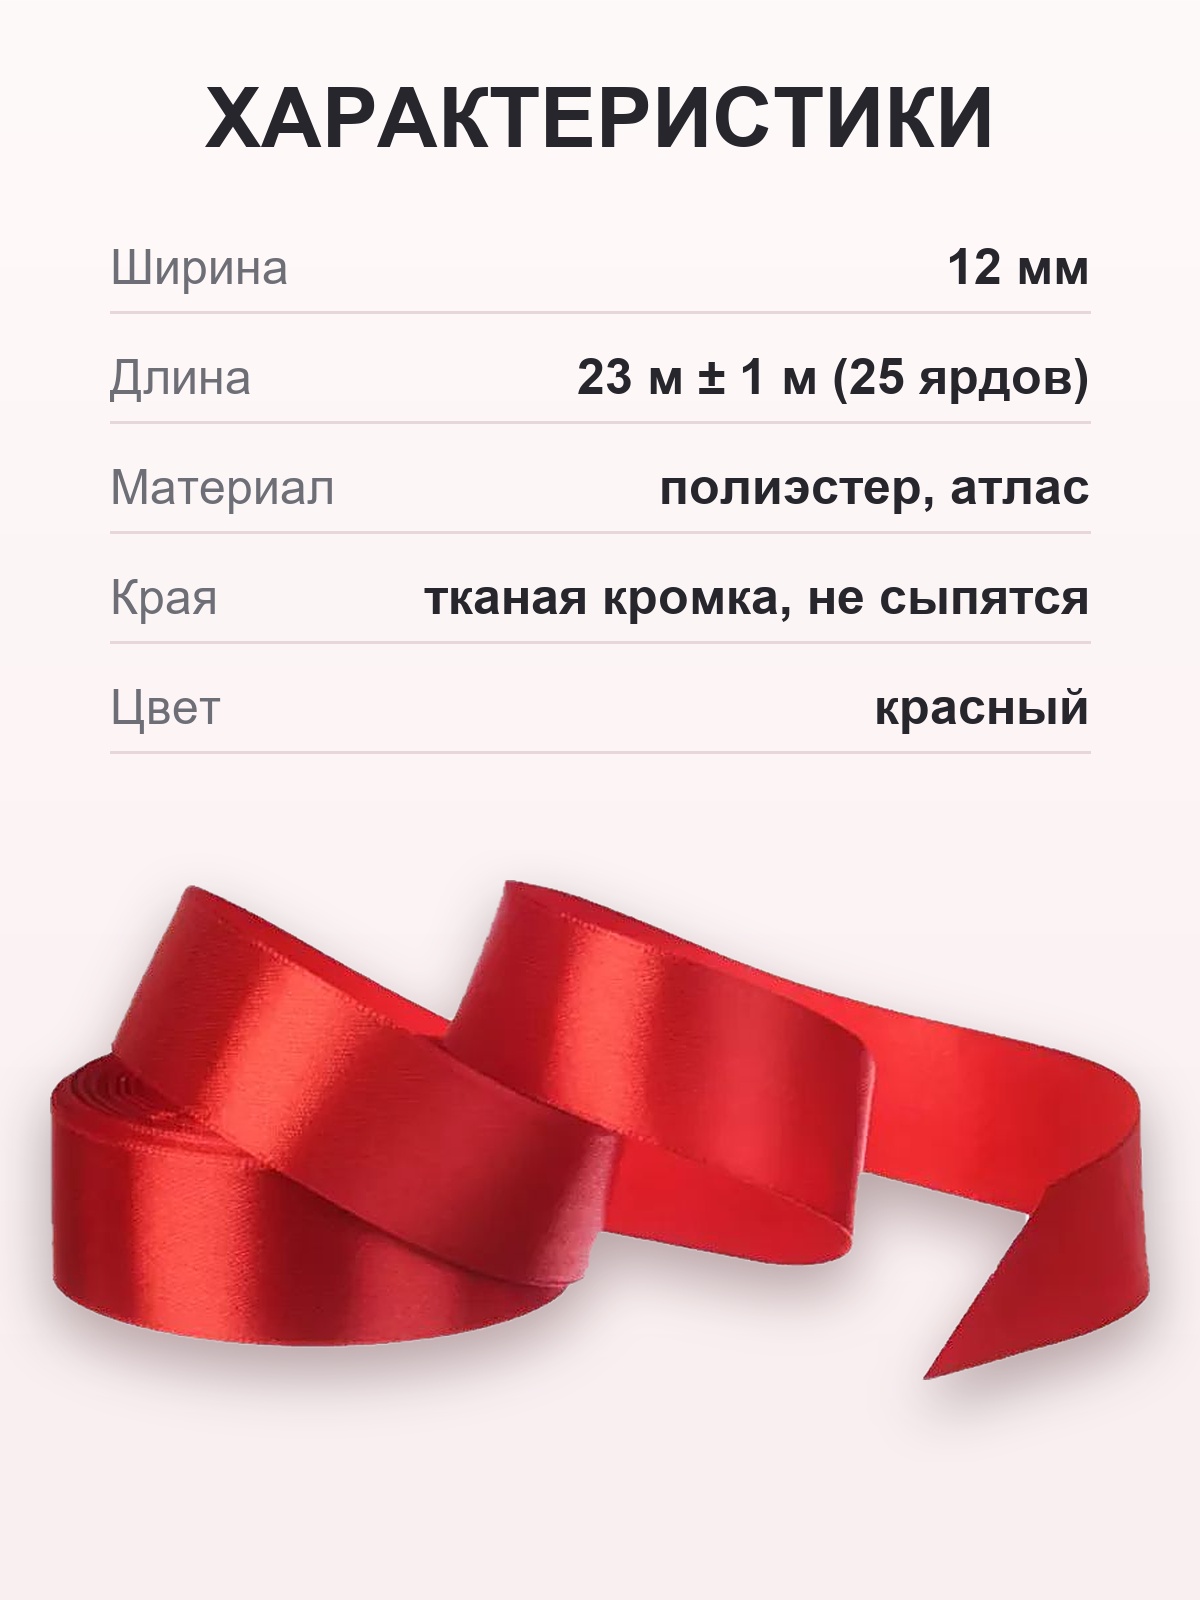 ХАРАКТЕРИСТИКИ
Ширина 12 мм
Длина 23 м ± 1 м (25 ярдов)
Материал полиэстер, атлас
Края тканая кромка, не сыпятся
Цвет красный